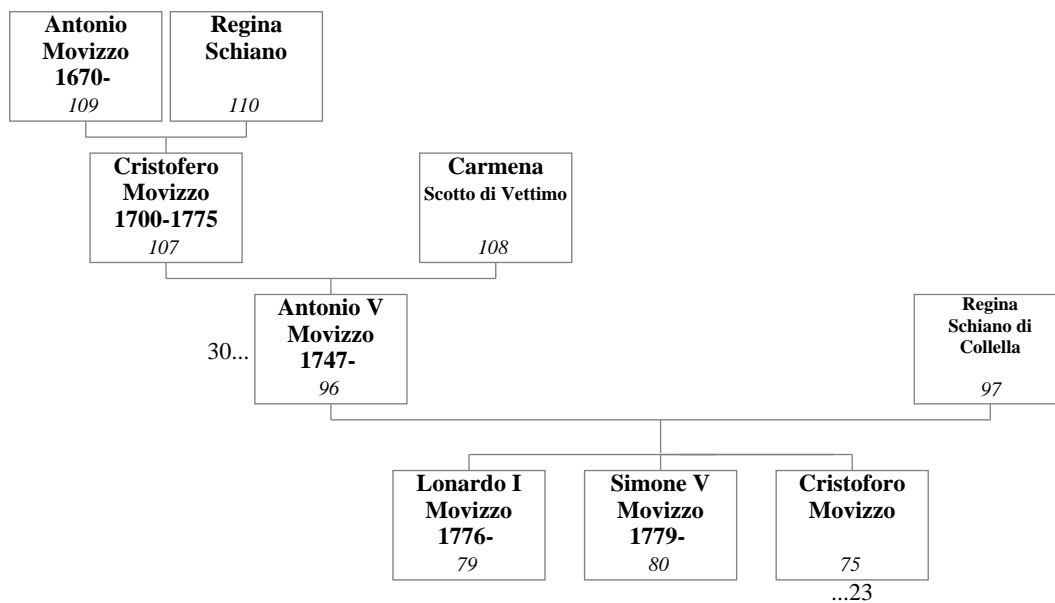 Antonio
Movizzo
1670-
109
Regina
Schiano
110
Cristofero
Movizzo
1700-1775
107
Carmena
Scotto di Vettimo
108
30...
Antonio V
Movizzo
1747-
96
Regina
Schiano di
Collella
97
Lonardo I
Movizzo
1776-
79
Simone V
Movizzo
1779-
80
Cristoforo
Movizzo
75
...23